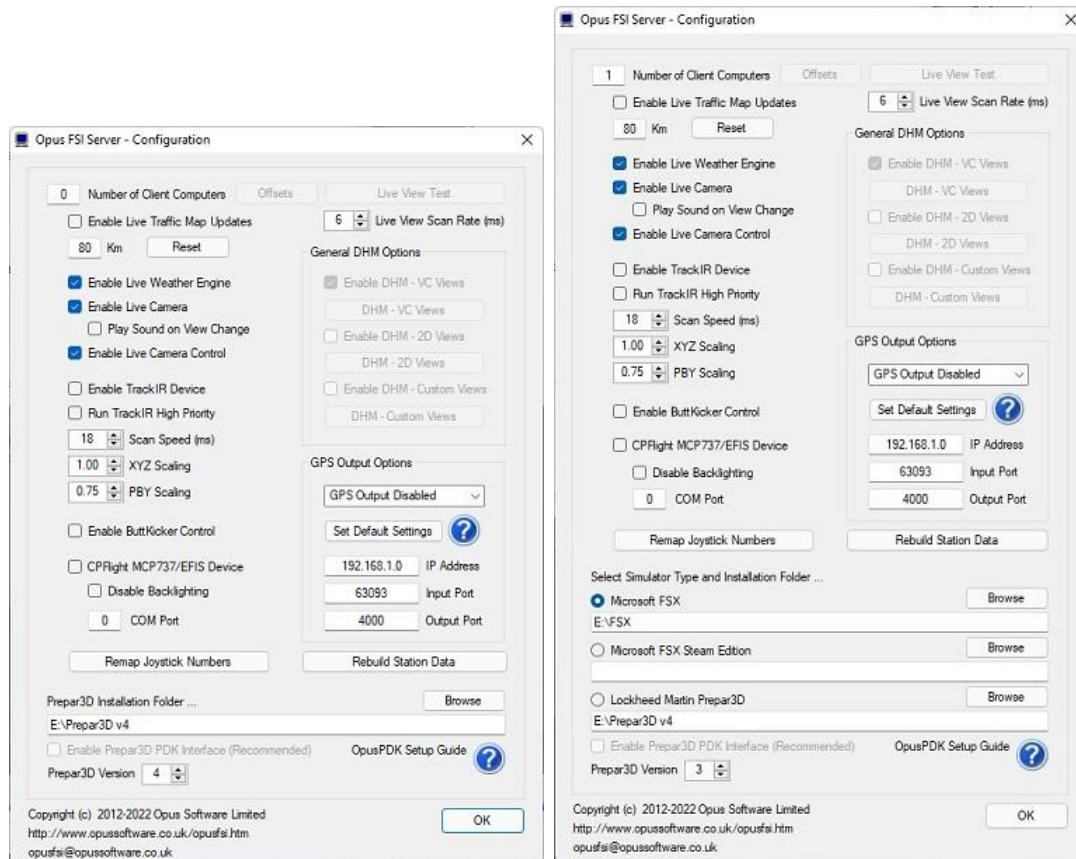 Opus FSI Server - Configuration
0 Number of Client Computers Offsets Live View Test
Enable Live Traffic Map Updates 6 Live View Scan Rate (ms)
80 Km Reset
General DHM Options
Enable Live Weather Engine Enable DHM - VC Views
Enable Live Camera DHM - VC Views
Play Sound on View Change Enable DHM - 2D Views
Enable Live Camera Control DHM - 2D Views
Enable TrackIR Device Enable DHM - Custom Views
Run TrackIR High Priority DHM - Custom Views
18 Scan Speed (ms)
1.00 XYZ Scaling GPS Output Options
0.75 PBY Scaling GPS Output Disabled
Enable ButtKicker Control Set Default Settings ?
CPFlight MCP737/EFIS Device 192.168.1.0 IP Address
Disable Backlighting 63093 Input Port
0 COM Port 4000 Output Port
Remap Joystick Numbers Rebuild Station Data
Prepar3D Installation Folder ... Browse
E:\Prepar3D v4
Enable Prepar3D PDK Interface (Recommended) OpusPDK Setup Guide ?
Prepar3D Version 4
Copyright (c) 2012-2022 Opus Software Limited OK
http://www.opussoftware.co.uk/opusfsi.htm
opusfsi@opussoftware.co.uk
Opus FSI Server - Configuration
1 Number of Client Computers Offsets Live View Test
Enable Live Traffic Map Updates 6 Live View Scan Rate (ms)
80 Km Reset
General DHM Options
Enable Live Weather Engine Enable DHM - VC Views
Enable Live Camera DHM - VC Views
Play Sound on View Change Enable DHM - 2D Views
Enable Live Camera Control DHM - 2D Views
Enable TrackIR Device Enable DHM - Custom Views
Run TrackIR High Priority DHM - Custom Views
18 Scan Speed (ms)
1.00 XYZ Scaling GPS Output Options
0.75 PBY Scaling GPS Output Disabled
Enable ButtKicker Control Set Default Settings ?
CPFlight MCP737/EFIS Device 192.168.1.0 IP Address
Disable Backlighting 63093 Input Port
0 COM Port 4000 Output Port
Remap Joystick Numbers Rebuild Station Data
Select Simulator Type and Installation Folder ...
Microsoft FSX Browse
E:\FSX
Microsoft FSX Steam Edition Browse
Lockheed Martin Prepar3D Browse
E:\Prepar3D v4
Enable Prepar3D PDK Interface (Recommended) OpusPDK Setup Guide ?
Prepar3D Version 3
Copyright (c) 2012-2022 Opus Software Limited OK
http://www.opussoftware.co.uk/opusfsi.htm
opusfsi@opussoftware.co.uk